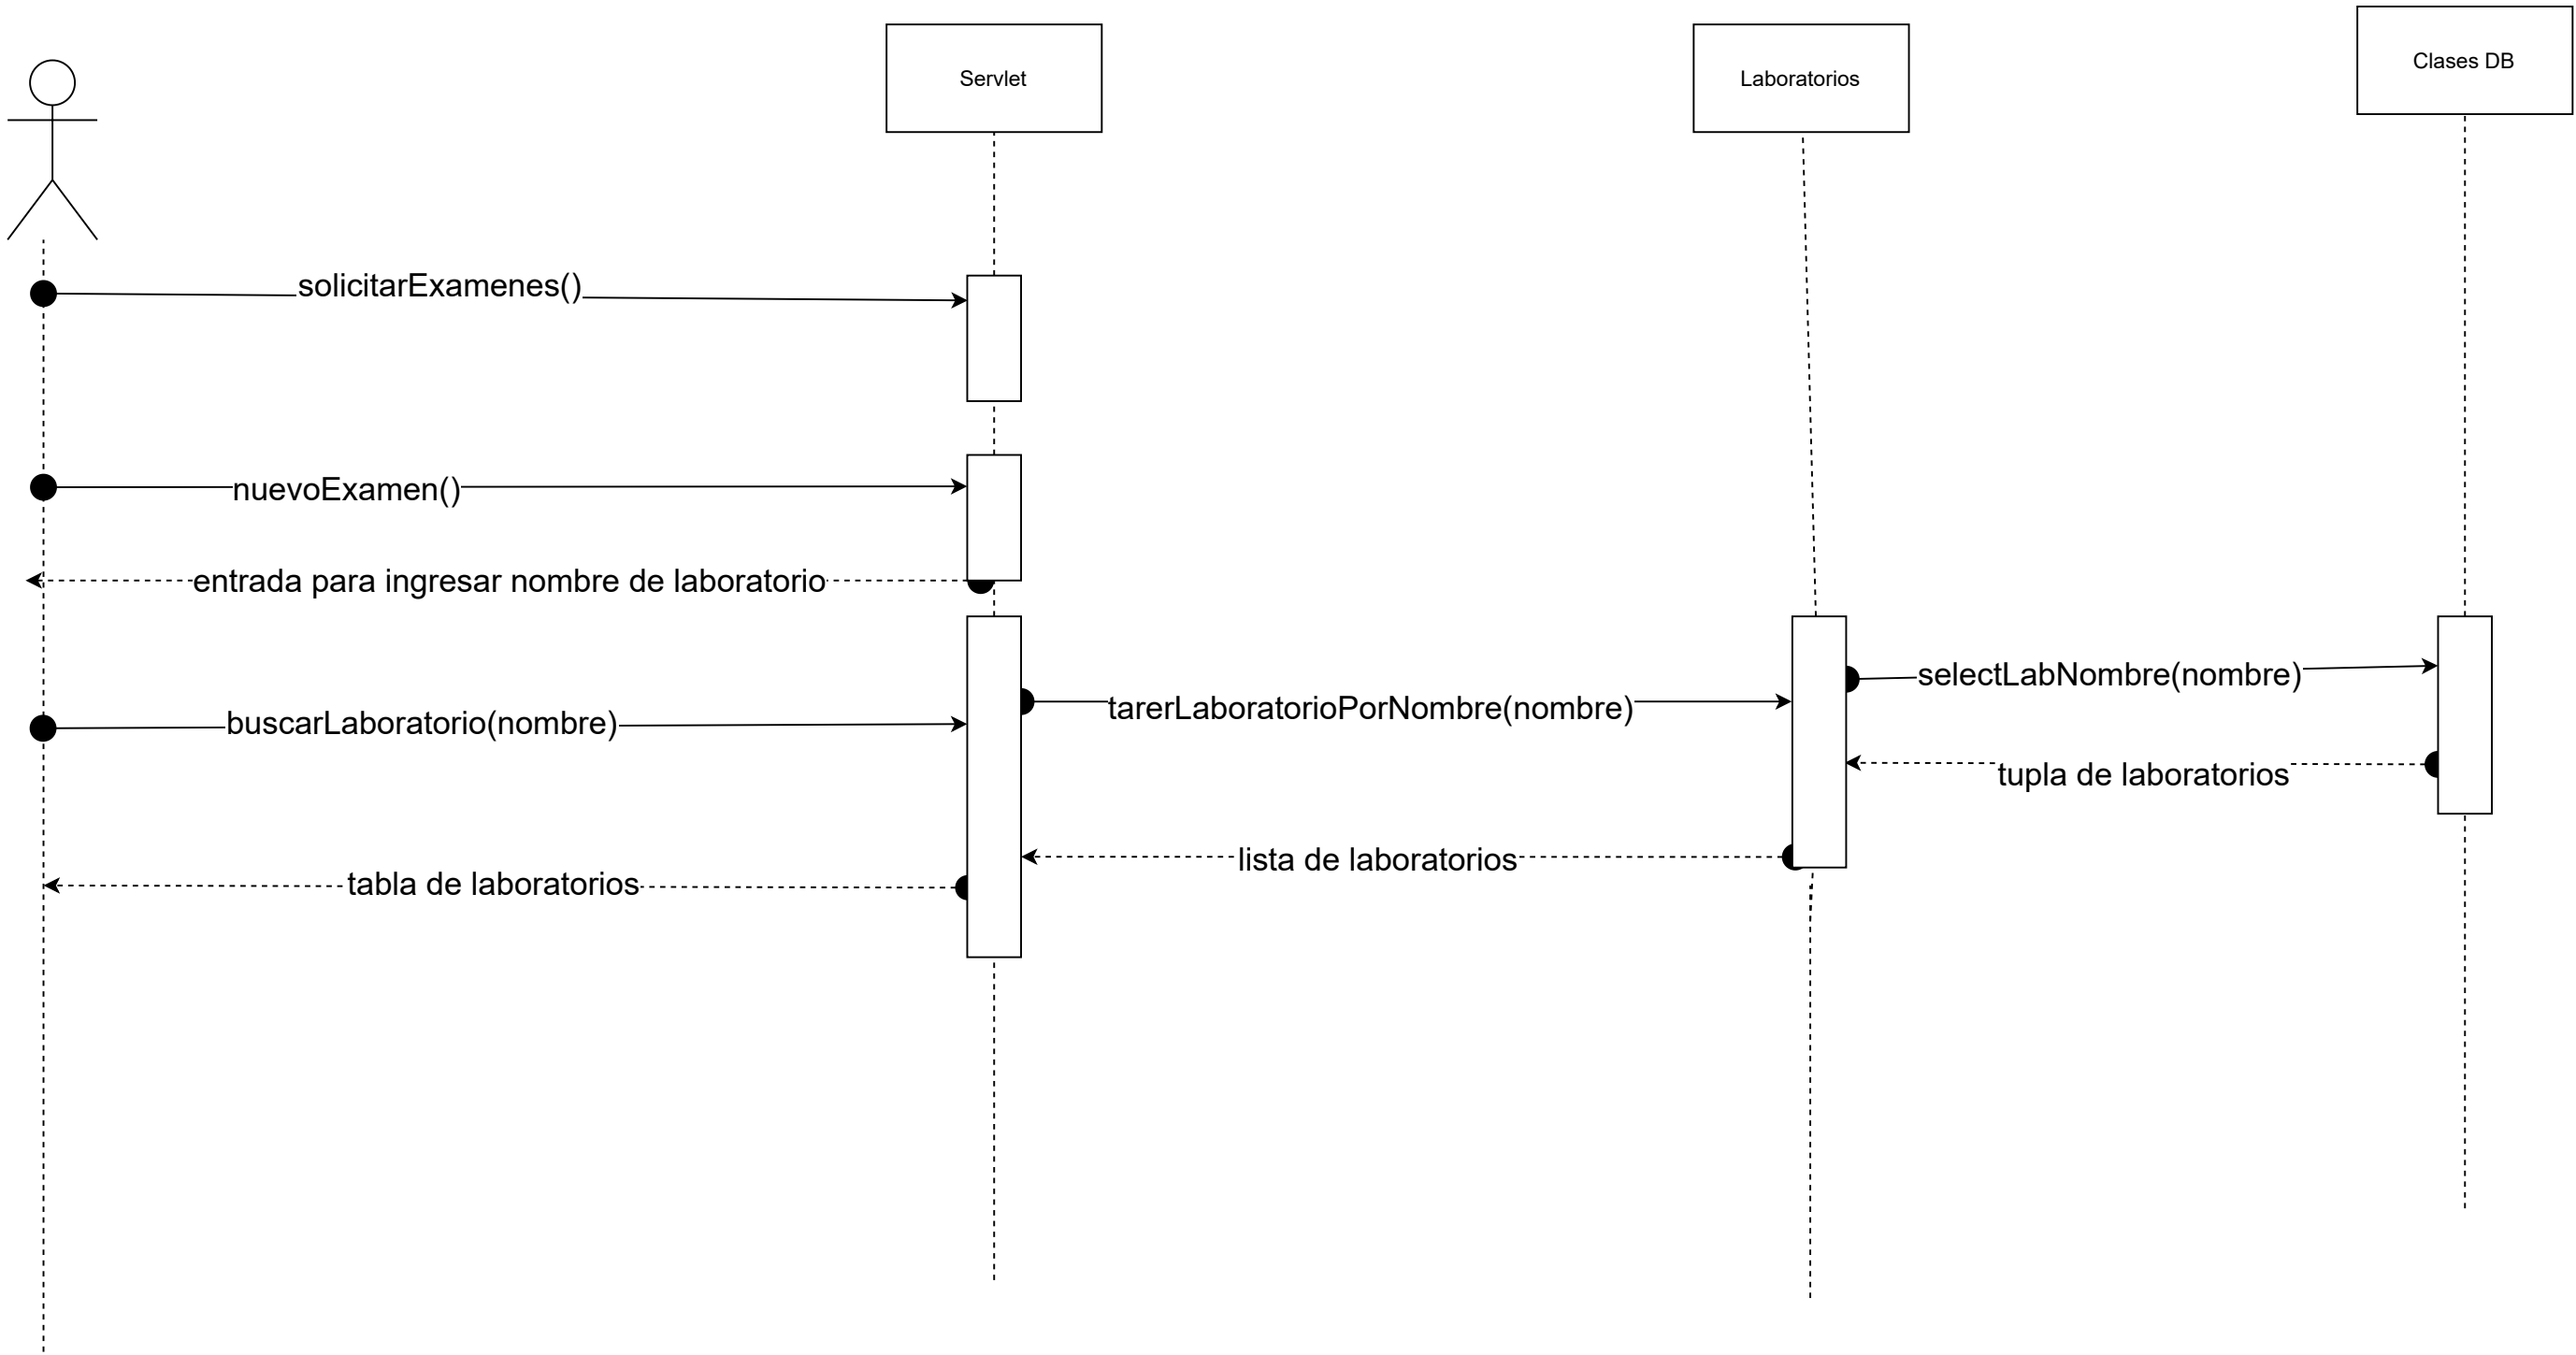 Servlet
Laboratorios
Clases DB
solicitarExamenes()
nuevoExamen()
entrada para ingresar nombre de laboratorio
buscarLaboratorio(nombre)
tarerLaboratorioPorNombre(nombre)
selectLabNombre(nombre)
tupla de laboratorios
lista de laboratorios
tabla de laboratorios